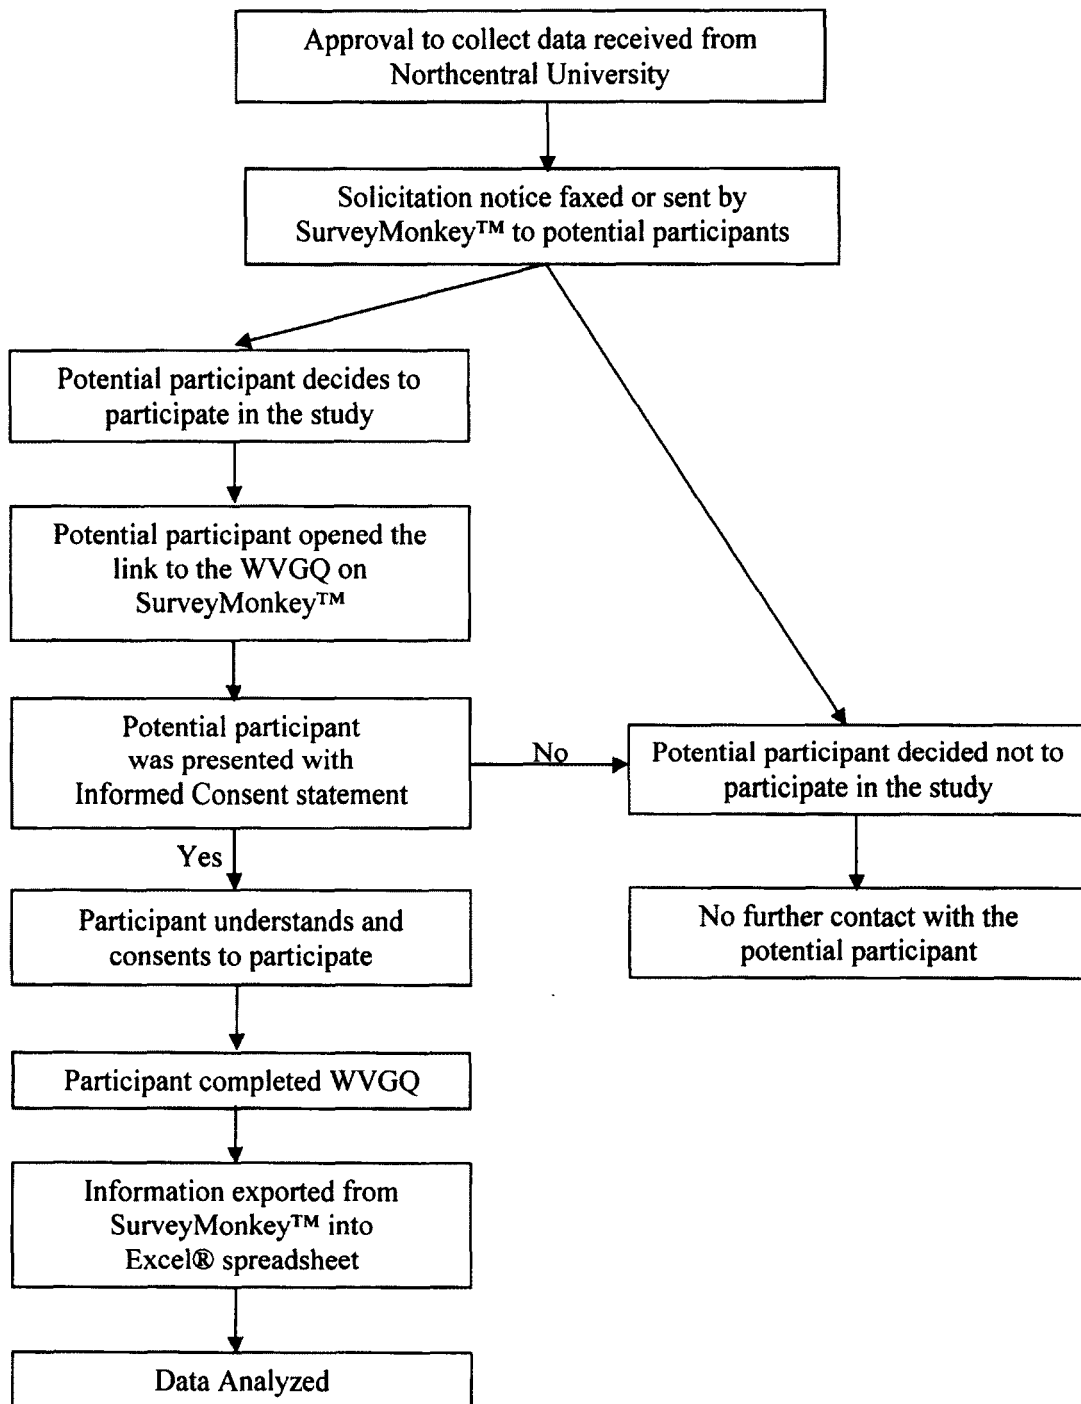 Approval to collect data received from
Northcentral University
Solicitation notice faxed or sent by
SurveyMonkey™ to potential participants
Potential participant decides to
participate in the study
Potential participant opened the
link to the WVGQ on
SurveyMonkey™
Potential participant
was presented with
Informed Consent statement
No
Potential participant decided not to
participate in the study
Yes
Participant understands and
consents to participate
No further contact with the
potential participant
Participant completed WVGQ
Information exported from
SurveyMonkey™ into
Excel® spreadsheet
Data Analyzed